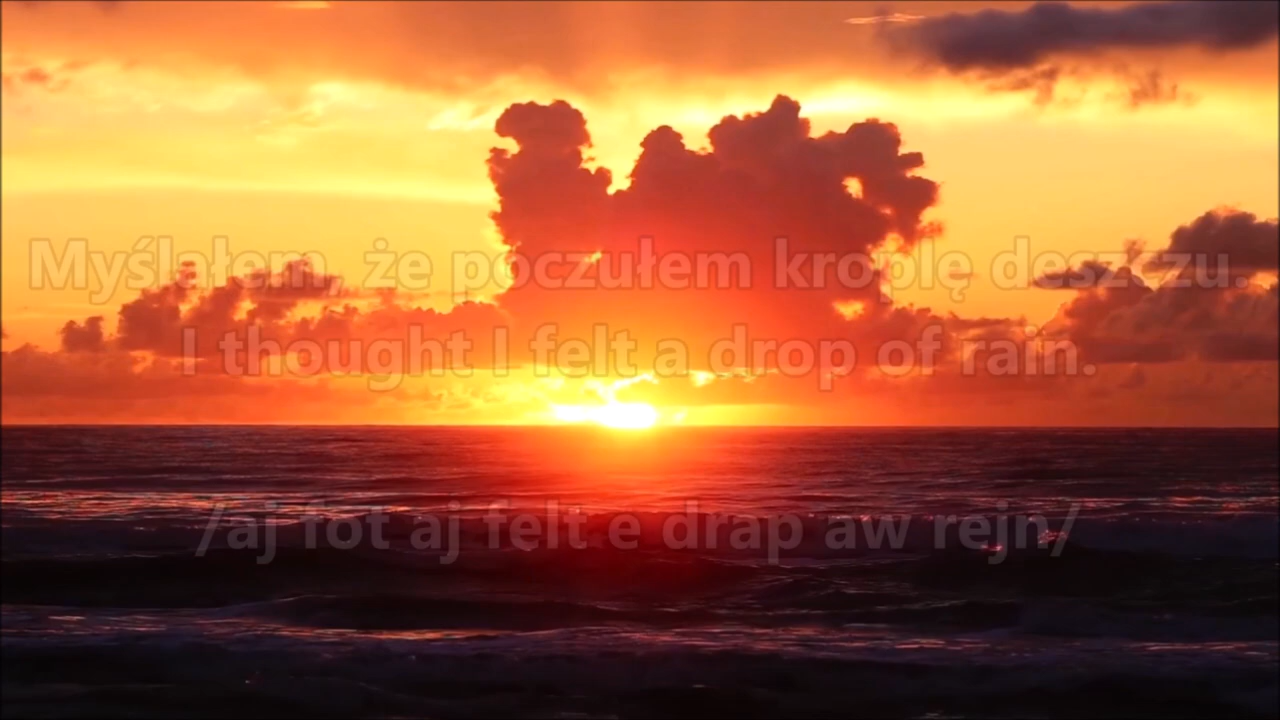 Myślałem, że poczułem kroplę deszczu.
I thought I felt a drop of rain.
/aj fot aj felt e drap aw rejn/